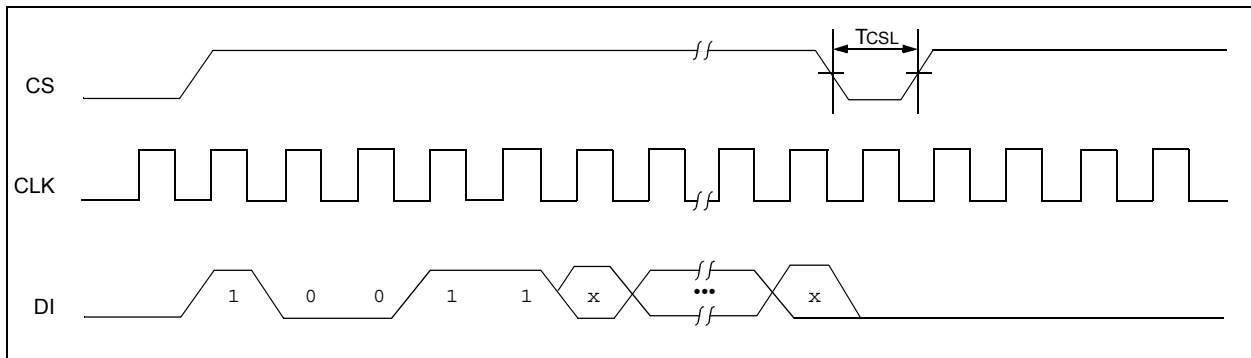 TCSL
CS
CLK
1 0 0 1 1 x ••• x
DI